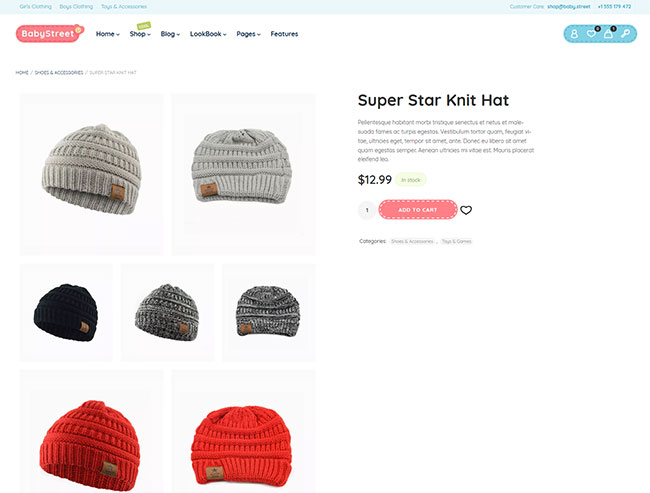 Girls Clothing Boys Clothing Toys & Accessories Customer Care: shop@baby.street +1 555 179 472
BabyStreet Home Shop Blog LookBook Pages Features
HOME / SHOES & ACCESSORIES / SUPER STAR KNIT HAT
Super Star Knit Hat
Pellentesque habitant morbi tristique senectus et netus et male-
suada fames ac turpis egestas. Vestibulum tortor quam, feugiat vi-
tae, ultricies eget, tempor sit amet, ante. Donec eu libero sit amet
quam egestas semper. Aenean ultricies mi vitae est. Mauris placerat
eleifend leo.
$12.99 In stock
1 ADD TO CART
Categories: Shoes & Accessories , Toys & Games